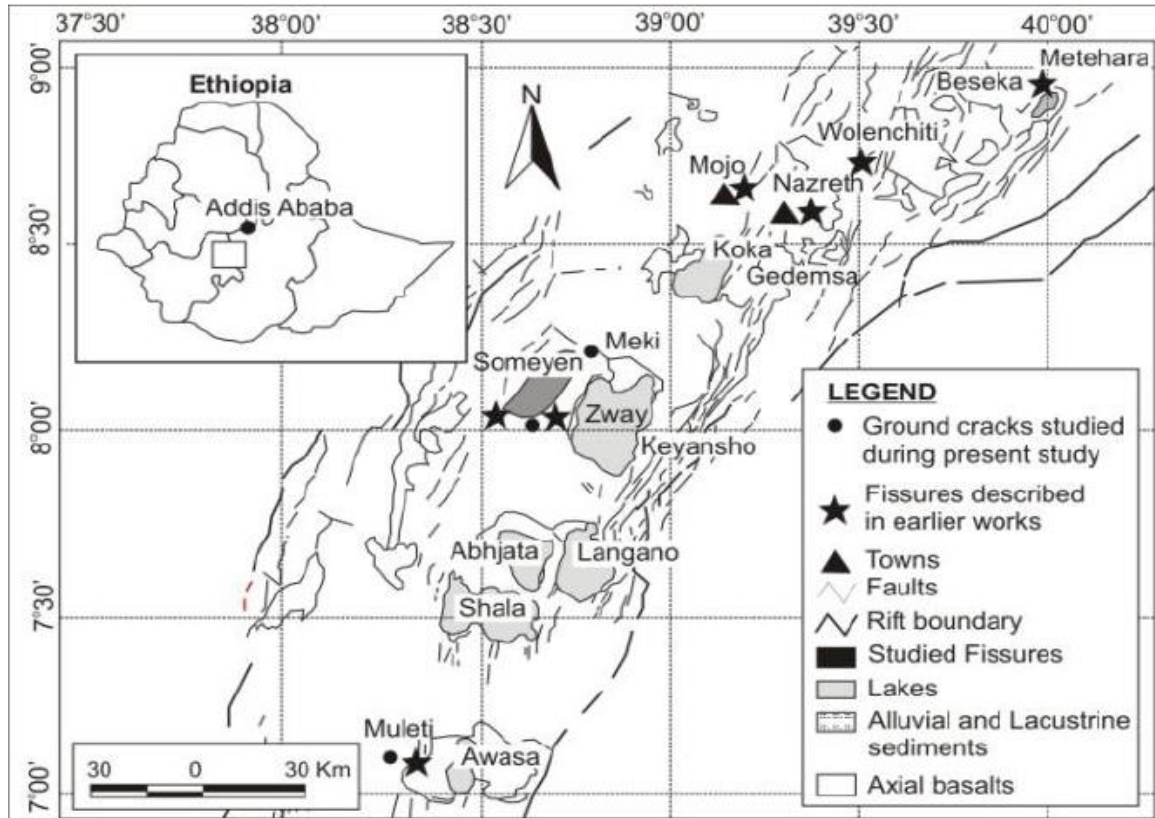 37°30' 38°00' 38°30' 39°00' 39°30' 40°00'
9°00'
8°30'
8°00'
7°30'
7°00'
Ethiopia
Addis Ababa
N
Metehara
Beseka
Wolenchiti
Mojo
Nazreth
Koka
Gedemsa
Meki
Someyen
Zway
Keyansho
Abhjata
Langano
Shala
Muleti
Awasa
30 0 30 Km
LEGEND
Ground cracks studied
during present study
Fissures described
in earlier works
Towns
Faults
Rift boundary
Studied Fissures
Lakes
Alluvial and Lacustrine
sediments
Axial basalts